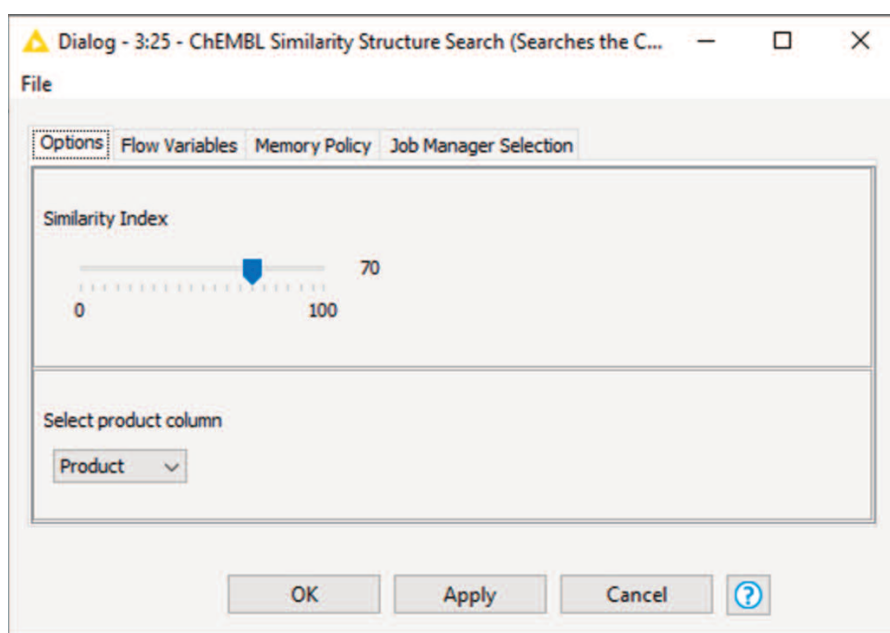 Dialog - 3:25 - ChEMBL Similarity Structure Search (Searches the C...
File
Options Flow Variables Memory Policy Job Manager Selection
Similarity Index
70
0 100
Select product column
Product
OK Apply Cancel ?